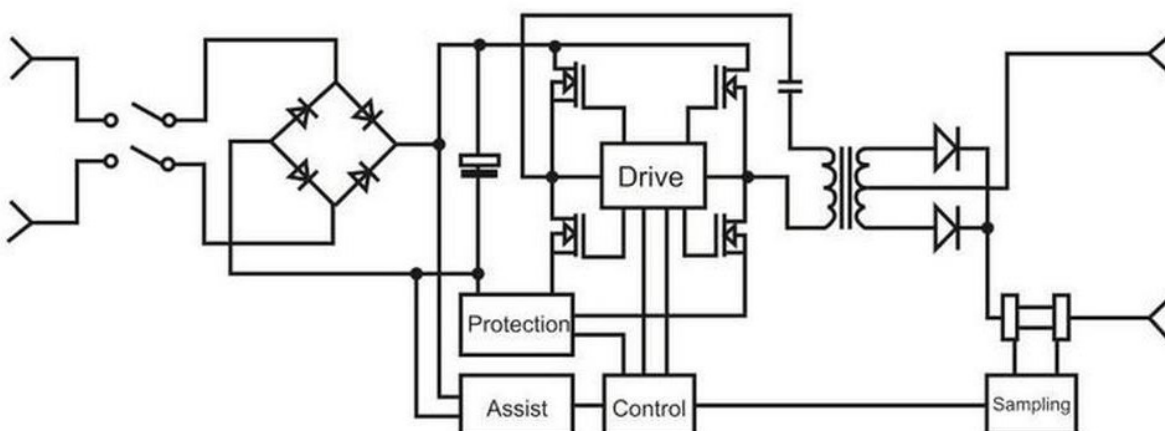 Drive
Protection
Assist
Control
Sampling